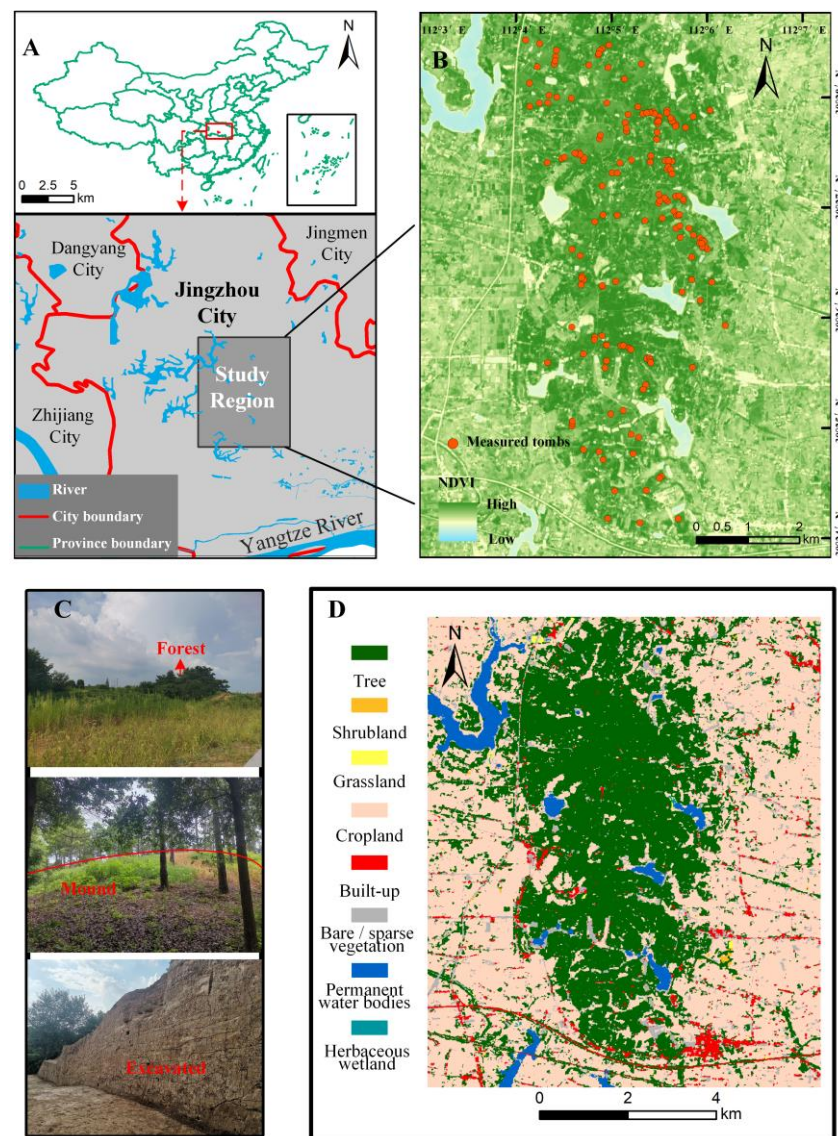 A
N
0 2.5 5
km
Dangyang
City
Jingmen
City
Jingzhou
City
Study
Region
Zhijiang
City
River
City boundary
Province boundary
Yangtze River
112°3′ E
112°4′ E
112°5′ E
112°6′ E
112°7′ E
B
N
Measured tombs
NDVI
High
Low
0 0.5 1 2
km
C
Forest
Mound
Excavated
D
N
Tree
Shrubland
Grassland
Cropland
Built-up
Bare / sparse
vegetation
Permanent
water bodies
Herbaceous
wetland
0 2 4
km